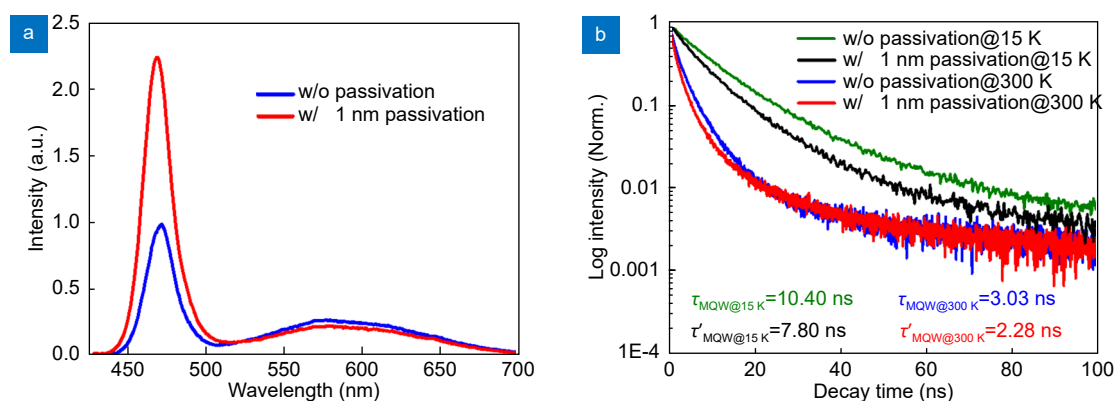 a
2.5
2.0
1.5
1.0
0.5
0.0
Intensity (a.u.)
w/o passivation
w/ 1 nm passivation
450 500 550 600 650 700
Wavelength (nm)
b
1
0.1
0.01
0.001
1E-4
Log intensity (Norm.)
w/o passivation@15 K
w/ 1 nm passivation@15 K
w/o passivation@300 K
w/ 1 nm passivation@300 K
τMQW@15 K=10.40 ns τMQW@300 K=3.03 ns
τ′MQW@15 K=7.80 ns τ′MQW@300 K=2.28 ns
0 20 40 60 80 100
Decay time (ns)